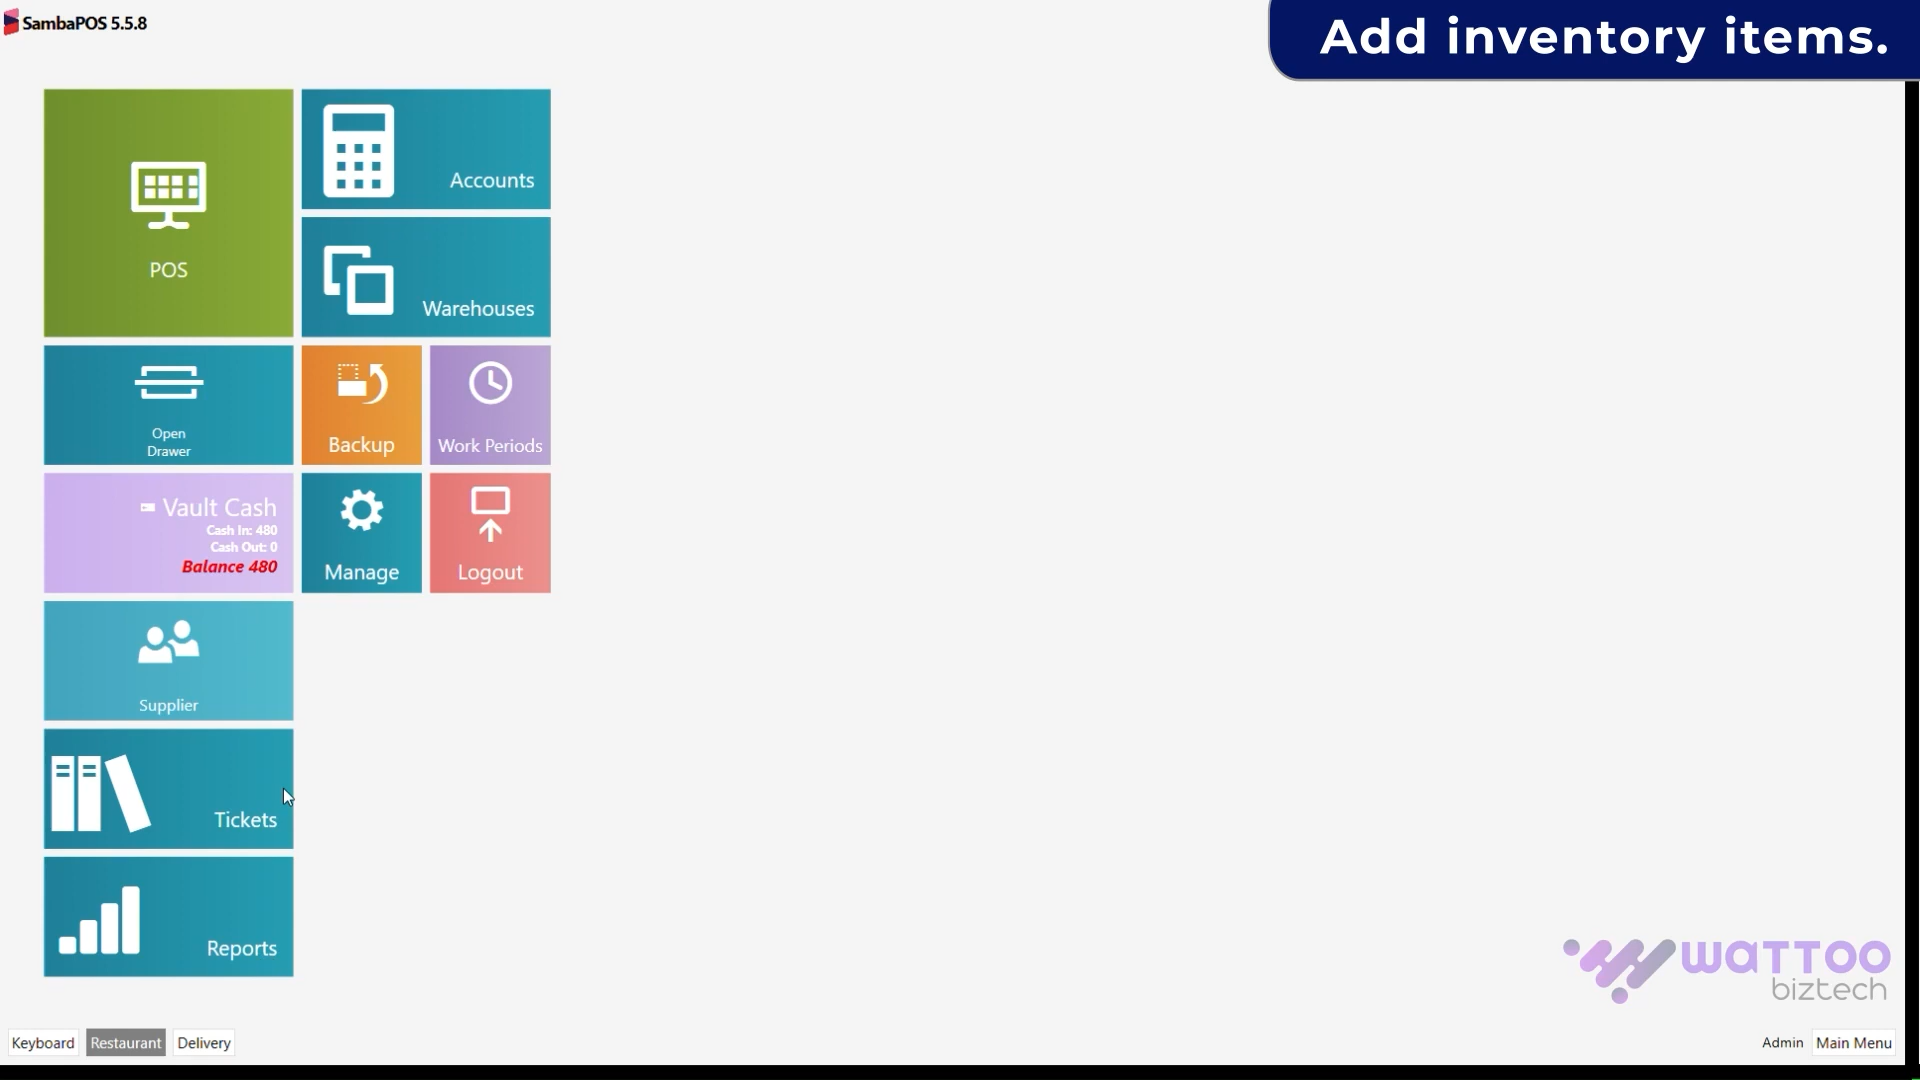 SambaPOS 5.5.8
Add inventory items.
POS
Accounts
Warehouses
Open
Drawer
Backup
Work Periods
Vault Cash
Cash In: 480
Cash Out: 0
Balance 480
Manage
Logout
Supplier
Tickets
Reports
waTTOO
biztech
Keyboard
Restaurant
Delivery
Admin
Main Menu